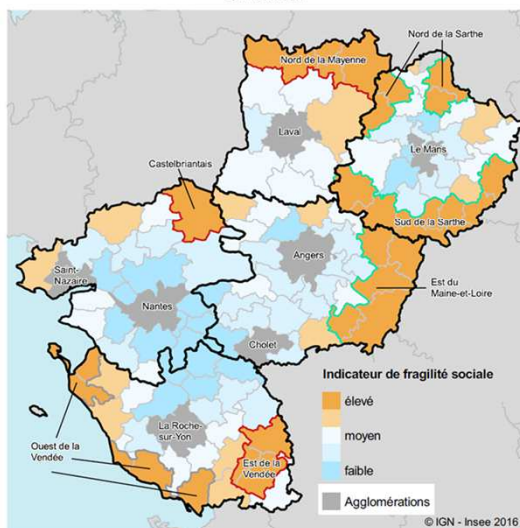 Nord de la Sarthe
Nord de la Mayenne
Laval
Le Mans
Castelbriantais
Sud de la Sarthe
Angers
Saint-
Nazaire
Est du
Maine-et-Loire
Nantes
Cholet
Indicateur de fragilité sociale
élevé
moyen
faible
Agglomérations
La Roche-
sur-Yon
Ouest de la
Vendée
Est de la
Vendée
© IGN - Insee 2016